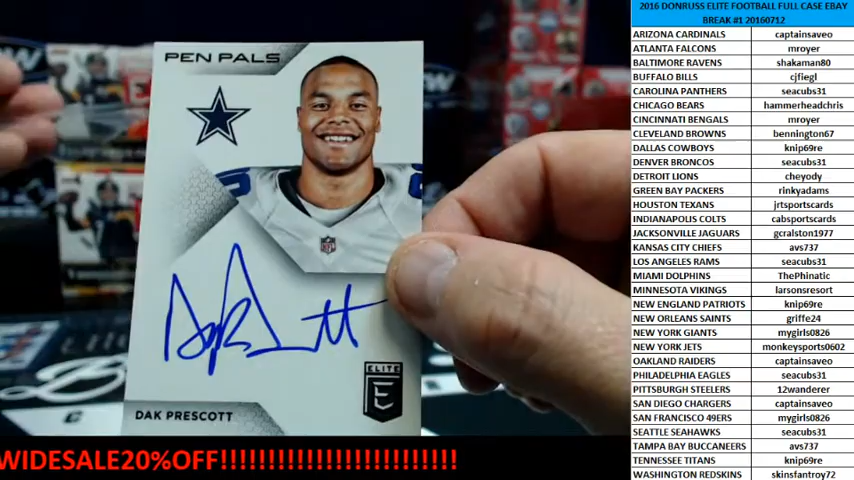 PEN PALS
ELITE
E
DAK PRESCOTT
WIDESALE20%OFF!!!!!!!!!!!!!!!!!!!!!!!!!!
2016 DONRUSS ELITE FOOTBALL FULL CASE EBAY
BREAK #1 20160712
ARIZONA CARDINALS captainsaveo
ATLANTA FALCONS mroyer
BALTIMORE RAVENS shakaman80
BUFFALO BILLS cjfiegl
CAROLINA PANTHERS seacubs31
CHICAGO BEARS hammerheadchris
CINCINNATI BENGALS mroyer
CLEVELAND BROWNS bennington67
DALLAS COWBOYS knip69re
DENVER BRONCOS seacubs31
DETROIT LIONS cheyody
GREEN BAY PACKERS rinkyadams
HOUSTON TEXANS jrtsportscards
INDIANAPOLIS COLTS cabsportscards
JACKSONVILLE JAGUARS gcralston1977
KANSAS CITY CHIEFS avs737
LOS ANGELES RAMS seacubs31
MIAMI DOLPHINS ThePhinatic
MINNESOTA VIKINGS larsonsresort
NEW ENGLAND PATRIOTS knip69re
NEW ORLEANS SAINTS griffe24
NEW YORK GIANTS mygirls0826
NEW YORK JETS monkeysports0602
OAKLAND RAIDERS captainsaveo
PHILADELPHIA EAGLES seacubs31
PITTSBURGH STEELERS 12wanderer
SAN DIEGO CHARGERS captainsaveo
SAN FRANCISCO 49ERS mygirls0826
SEATTLE SEAHAWKS seacubs31
TAMPA BAY BUCCANEERS avs737
TENNESSEE TITANS knip69re
WASHINGTON REDSKINS skinsfantroy72